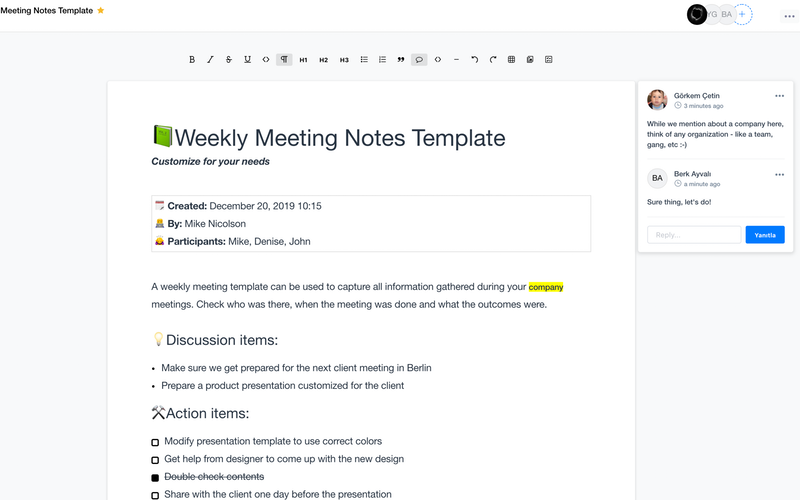 Meeting Notes Template
YG BA
B I S U ¶ H1 H2 H3
Weekly Meeting Notes Template
Customize for your needs
Created: December 20, 2019 10:15
By: Mike Nicolson
Participants: Mike, Denise, John
A weekly meeting template can be used to capture all information gathered during your company
meetings. Check who was there, when the meeting was done and what the outcomes were.
Discussion items:
• Make sure we get prepared for the next client meeting in Berlin
• Prepare a product presentation customized for the client
Action items:
Modify presentation template to use correct colors
Get help from designer to come up with the new design
Double check contents
Share with the client one day before the presentation
Görkem Çetin
3 minutes ago
While we mention about a company here,
think of any organization - like a team,
gang, etc :-)
BA
Berk Ayvalı
a minute ago
Sure thing, let's do!
Reply...
Yanıtla